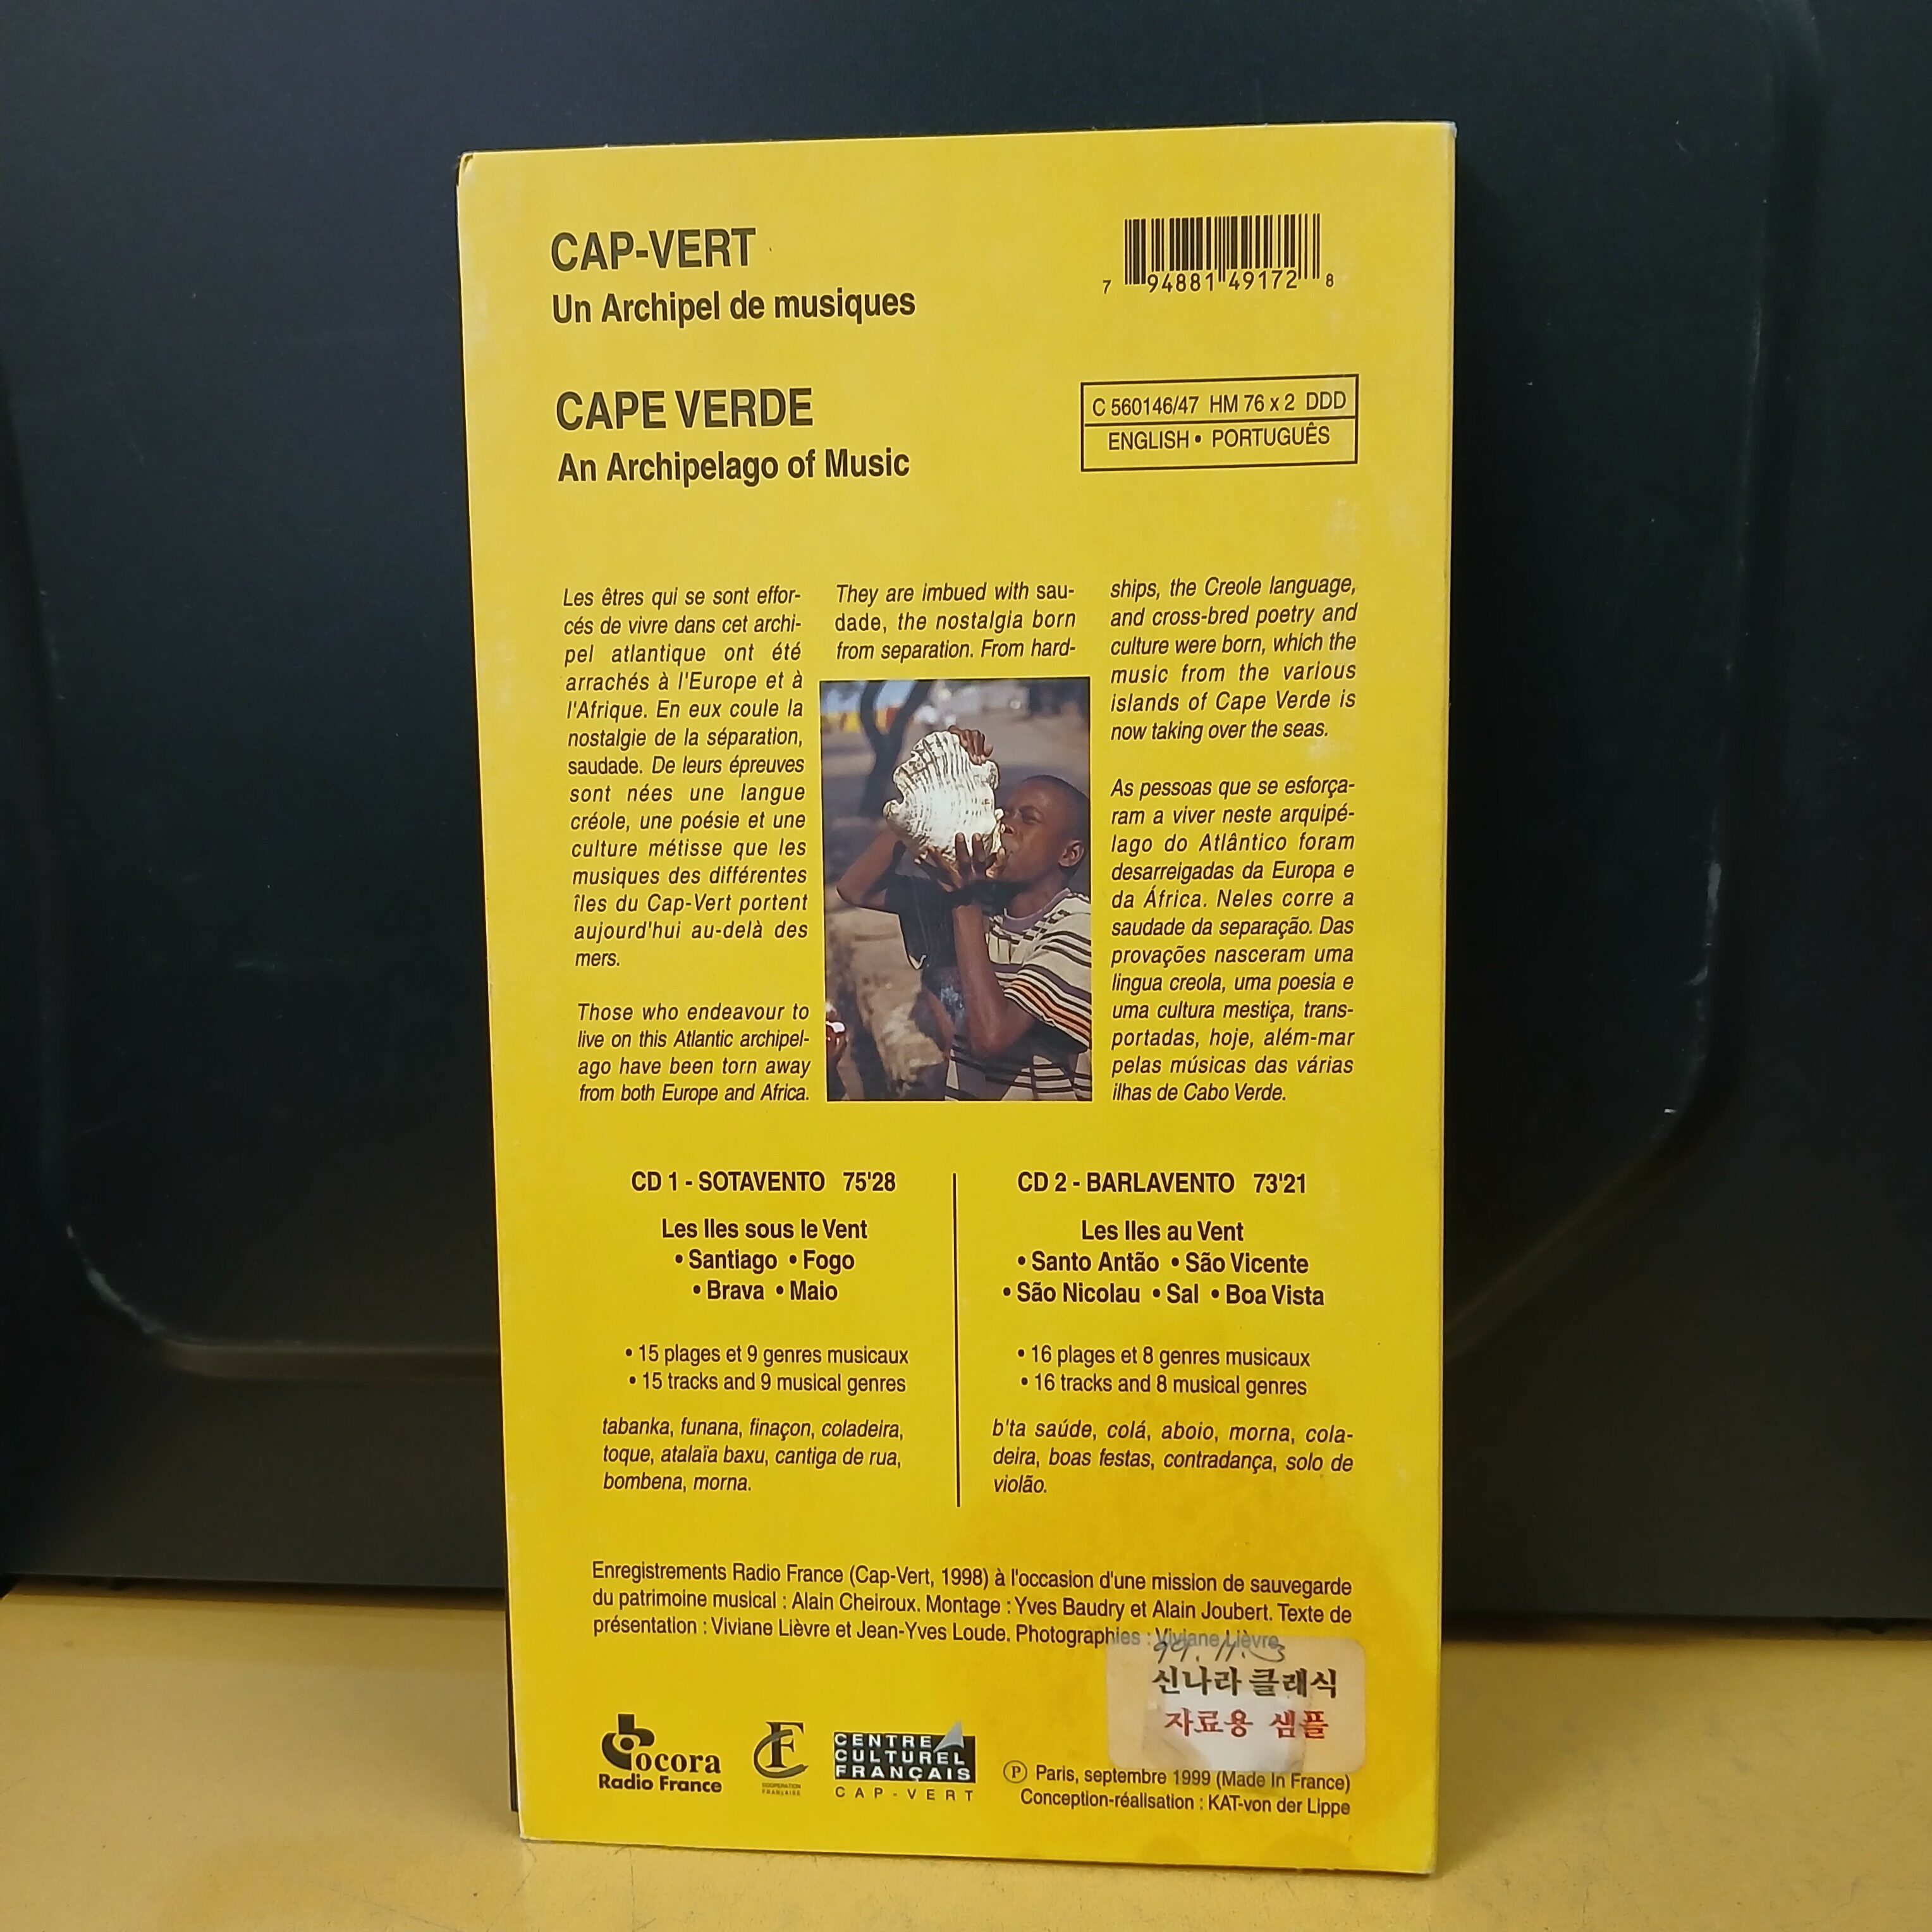 CAP-VERT
Un Archipel de musiques
7 94881 49172 8
CAPE VERDE
An Archipelago of Music
C 560146/47 HM 76 x 2 DDD
ENGLISH • PORTUGUÊS
Les êtres qui se sont effor-
cés de vivre dans cet archi-
pel atlantique ont été
arrachés à l'Europe et à
l'Afrique. En eux coule la
nostalgie de la séparation,
saudade. De leurs épreuves
sont nées une langue
créole, une poésie et une
culture métisse que les
musiques des différentes
îles du Cap-Vert portent
aujourd'hui au-delà des
mers.
Those who endeavour to
live on this Atlantic archipel-
ago have been torn away
from both Europe and Africa.
They are imbued with sau-
dade, the nostalgia born
from separation. From hard-
ships, the Creole language,
and cross-bred poetry and
culture were born, which the
music from the various
islands of Cape Verde is
now taking over the seas.
As pessoas que se esforça-
ram a viver neste arquipé-
lago do Atlântico foram
desarreigadas da Europa e
da África. Neles corre a
saudade da separação. Das
provações nasceram uma
lingua creola, uma poesia e
uma cultura mestiça, trans-
portadas, hoje, além-mar
pelas músicas das várias
ilhas de Cabo Verde.
CD 1 - SOTAVENTO 75'28
Les Iles sous le Vent
• Santiago • Fogo
• Brava • Maio
• 15 plages et 9 genres musicaux
• 15 tracks and 9 musical genres
tabanka, funana, finaçon, coladeira,
toque, atalaïa baxu, cantiga de rua,
bombena, morna.
CD 2 - BARLAVENTO 73'21
Les Iles au Vent
• Santo Antão • São Vicente
• São Nicolau • Sal • Boa Vista
• 16 plages et 8 genres musicaux
• 16 tracks and 8 musical genres
b'ta saúde, colá, aboio, morna, cola-
deira, boas festas, contradança, solo de
violão.
Enregistrements Radio France (Cap-Vert, 1998) à l'occasion d'une mission de sauvegarde
du patrimoine musical : Alain Cheiroux. Montage : Yves Baudry et Alain Joubert. Texte de
présentation : Viviane Lièvre et Jean-Yves Loude. Photographies : Viviane Lièvre
99.11.3
신나라 클래식
자료용 샘플
ocora
Radio France
CF
COOPERATION
FRANÇAISE
CENTRE
CULTUREL
FRANÇAIS
CAP-VERT
Ⓟ Paris, septembre 1999 (Made In France)
Conception-réalisation : KAT-von der Lippe